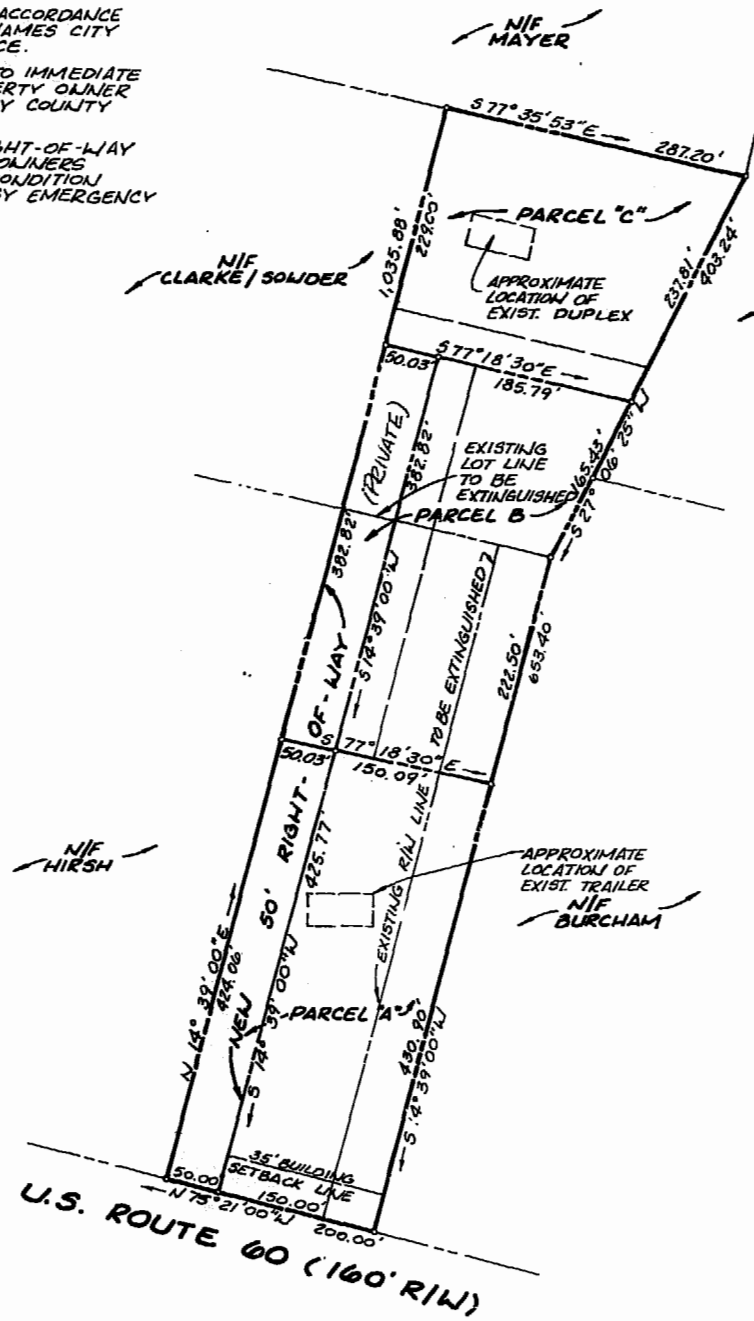 ACCORDANCE
AMES CITY
CE.
TO IMMEDIATE
ERTY OWNER
Y COUNTY
GHT-OF-WAY
OWNERS
CONDITION
BY EMERGENCY
N/F
MAYER
S 77° 35' 53" E
287.20'
PARCEL "C"
1,035.88'
229.00'
N/F
CLARKE/SOWDER
APPROXIMATE
LOCATION OF
EXIST. DUPLEX
237.81'
403.24'
50.03'
S 77° 18' 30" E
185.79'
(PRIVATE)
382.82'
EXISTING
LOT LINE
TO BE
EXTINGUISHED
165.43'
S 27° 06' 25" W
PARCEL B
382.82'
S 14° 39' 00" W
TO BE EXTINGUISHED
222.50'
653.40'
OF-WAY
50.03'
S 77° 18' 30" E
150.09'
RIGHT-
425.77'
N/F
HIRSH
50'
EXISTING R/W LINE
APPROXIMATE
LOCATION OF
EXIST. TRAILER
N/F
BURCHAM
N 14° 39' 00" E
424.06'
NEW
S 14° 39' 00" W
PARCEL "A"
430.90'
S 14° 39' 00" W
35' BUILDING
SETBACK LINE
50.00'
150.00'
N 75° 21' 00" W
200.00'
U.S. ROUTE 60 (160' R/W)